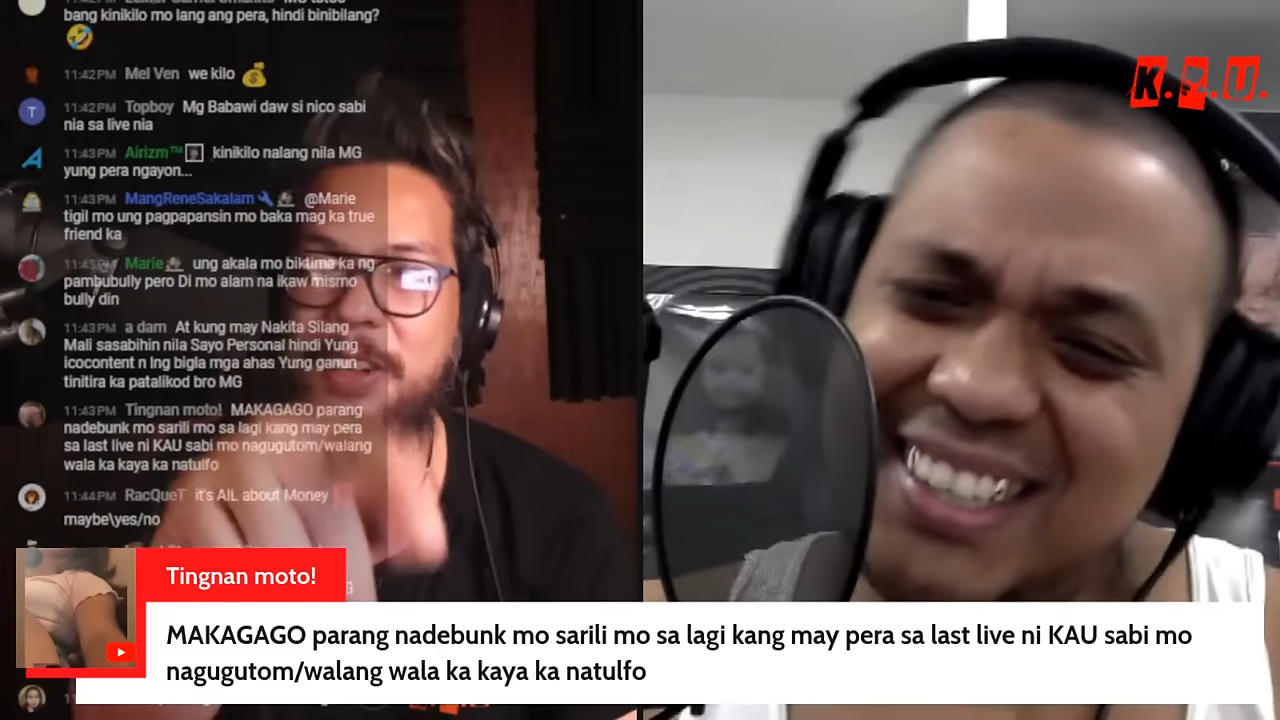 bang kinikilo mo lang ang pera, hindi binibilang?
11:42PM Mel Ven we kilo
11:42PM Topboy Mg Babawi daw si nico sabi
T
nia sa live nia
11:43PM Airizm™ kinikilo nalang nila MG
yung pera ngayon...
11:43PM MangReneSakalam @Marie
tigil mo ung pagpapansin mo baka mag ka true
friend ka
11:43PM Marie ung akala mo biktima ka ng
pambubully pero Di mo alam na ikaw mismo
bully din
11:43PM a dam At kung may Nakita Silang
Mali sasabihin nila Sayo Personal hindi Yung
icocontent n lng bigla mga ahas Yung ganun
tinitira ka patalikod bro MG
11:43PM Tingnan moto! MAKAGAGO parang
nadebunk mo sarili mo sa lagi kang may pera
sa last live ni KAU sabi mo nagugutom/walang
wala ka kaya ka natulfo
11:44PM RacQueT it's AlL about Money
maybe\yes/no
K.P.U.
Tingnan moto!
MAKAGAGO parang nadebunk mo sarili mo sa lagi kang may pera sa last live ni KAU sabi mo
nagugutom/walang wala ka kaya ka natulfo